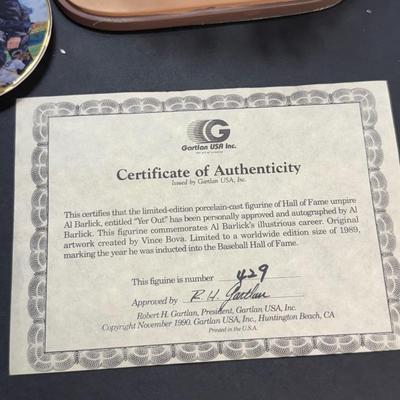 G
Gartlan USA Inc.
Certificate of Authenticity
Issued by Gartlan USA, Inc.
This certifies that the limited-edition porcelain-cast figurine of Hall of Fame umpire
Al Barlick, entitled "Yer Out" has been personally approved and autographed by Al
Barlick. This figurine commemorates Al Barlick's illustrious career. Original
artwork created by Vince Bova. Limited to a worldwide edition size of 1989,
marking the year he was inducted into the Baseball Hall of Fame.
This figuine is number 429
Approved by R. H. Gartlan
Robert H. Gartlan, President, Gartlan USA, Inc.
Copyright November 1990. Gartlan USA, Inc., Huntington Beach, CA
Printed in the U.S.A.